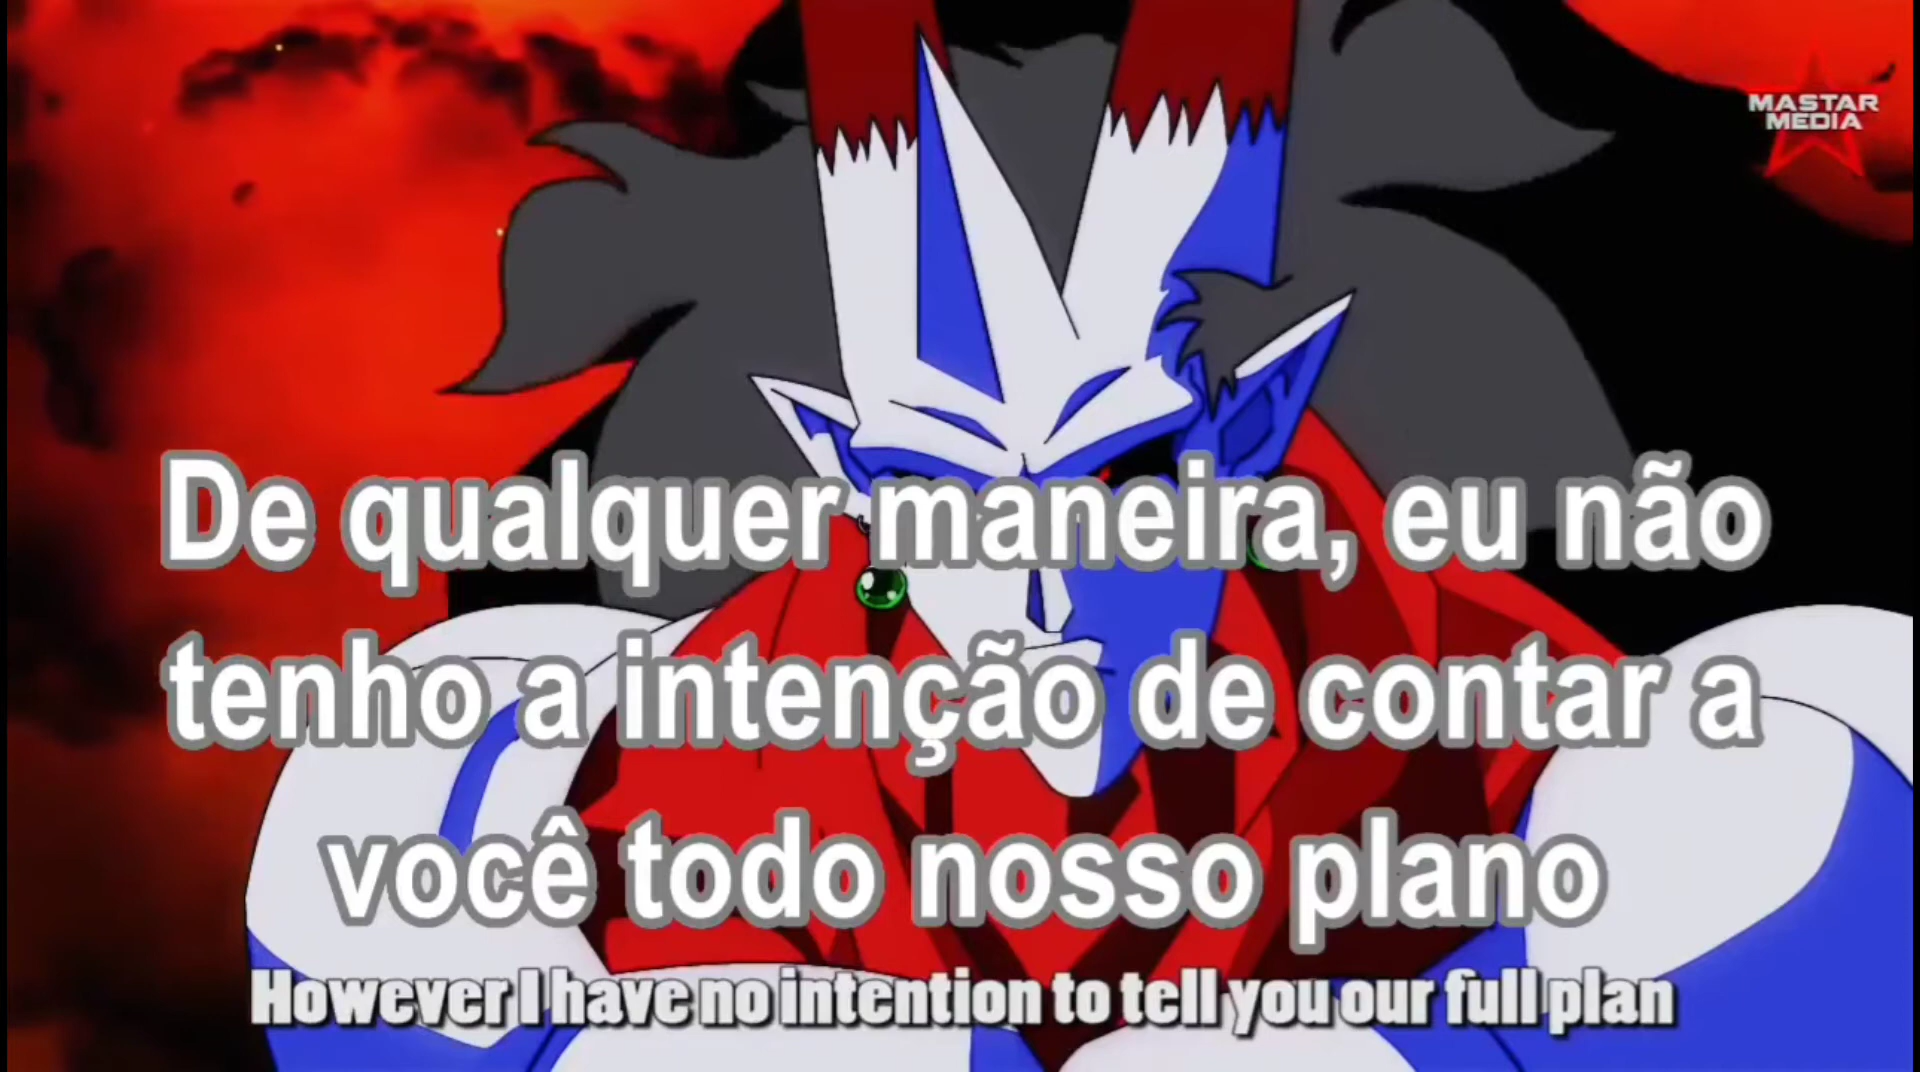 MASTAR
MEDIA
De qualquer maneira, eu não
tenho a intenção de contar a
você todo nosso plano
However I have no intention to tell you our full plan